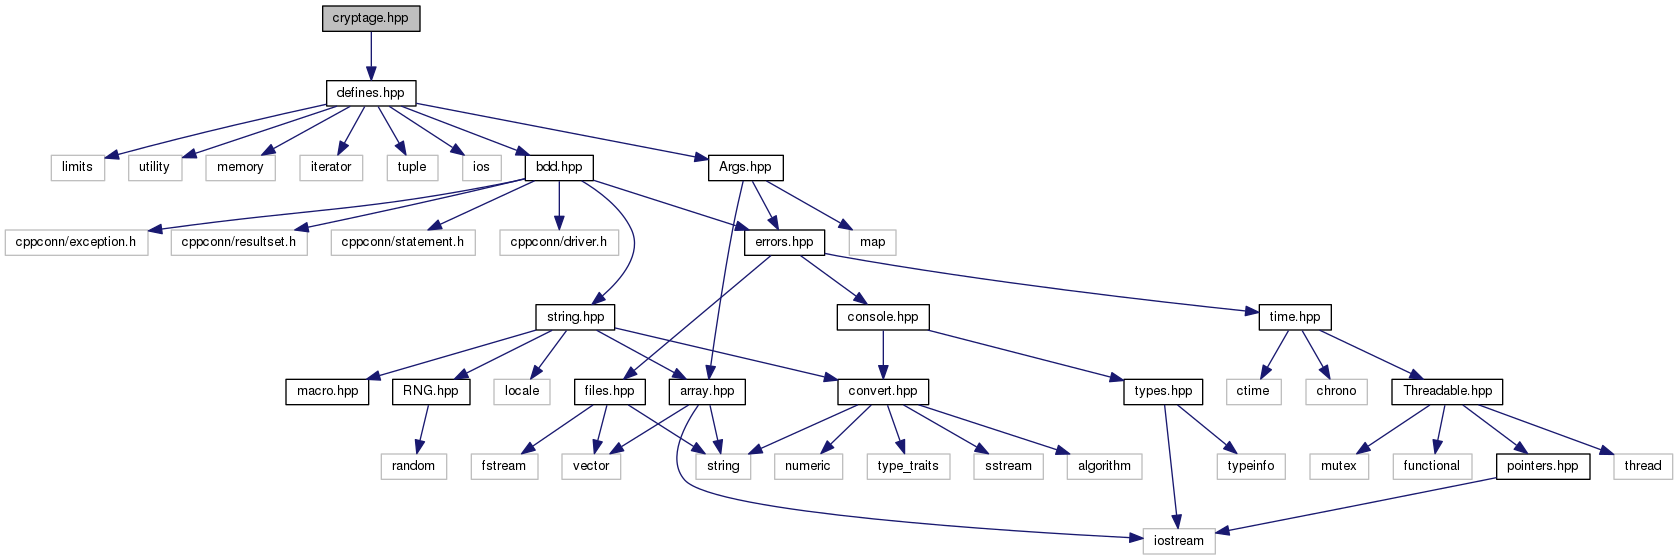 cryptage.hpp
defines.hpp
limits
utility
memory
iterator
tuple
ios
bdd.hpp
Args.hpp
cppconn/exception.h
cppconn/resultset.h
cppconn/statement.h
cppconn/driver.h
errors.hpp
map
string.hpp
console.hpp
time.hpp
macro.hpp
RNG.hpp
locale
files.hpp
array.hpp
convert.hpp
types.hpp
ctime
chrono
Threadable.hpp
random
fstream
vector
string
numeric
type_traits
sstream
algorithm
typeinfo
mutex
functional
pointers.hpp
thread
iostream